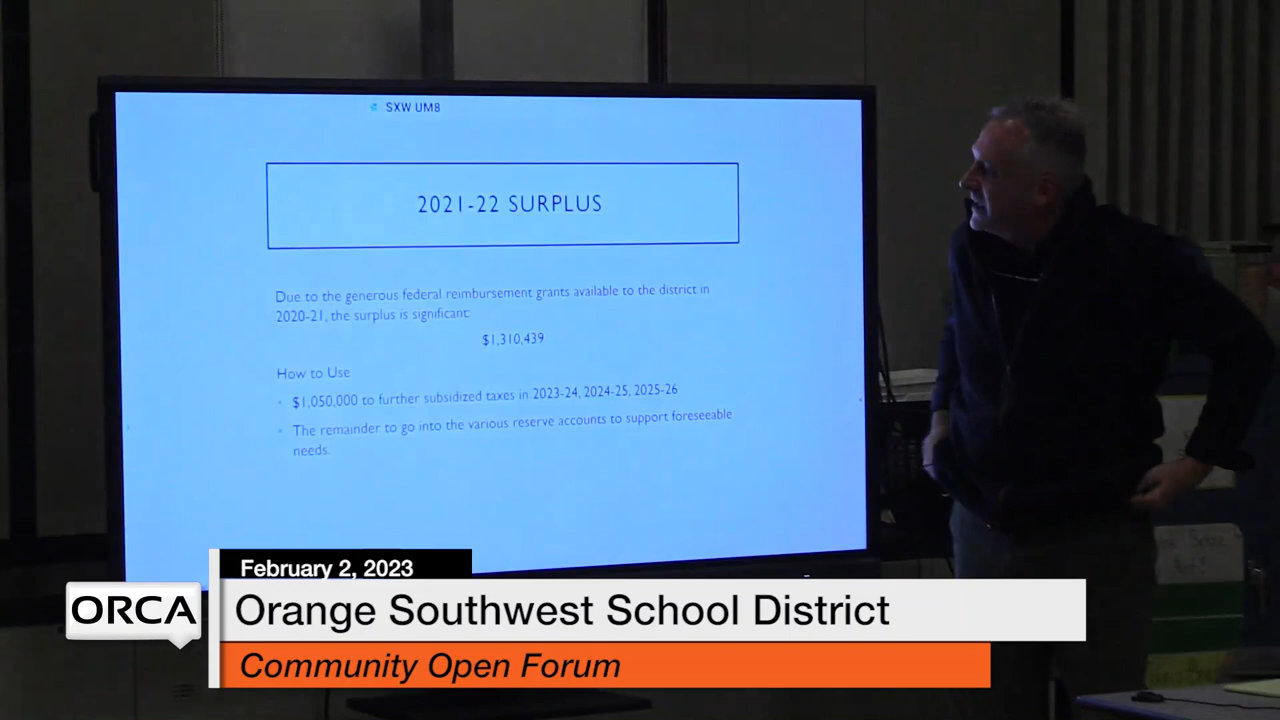 SXW UM8
2021-22 SURPLUS
Due to the generous federal reimbursement grants available to the district in
2020-21, the surplus is significant:
$1,310,439
How to Use
• $1,050,000 to further subsidized taxes in 2023-24, 2024-25, 2025-26
• The remainder to go into the various reserve accounts to support foreseeable
needs.
February 2, 2023
ORCA
Orange Southwest School District
Community Open Forum